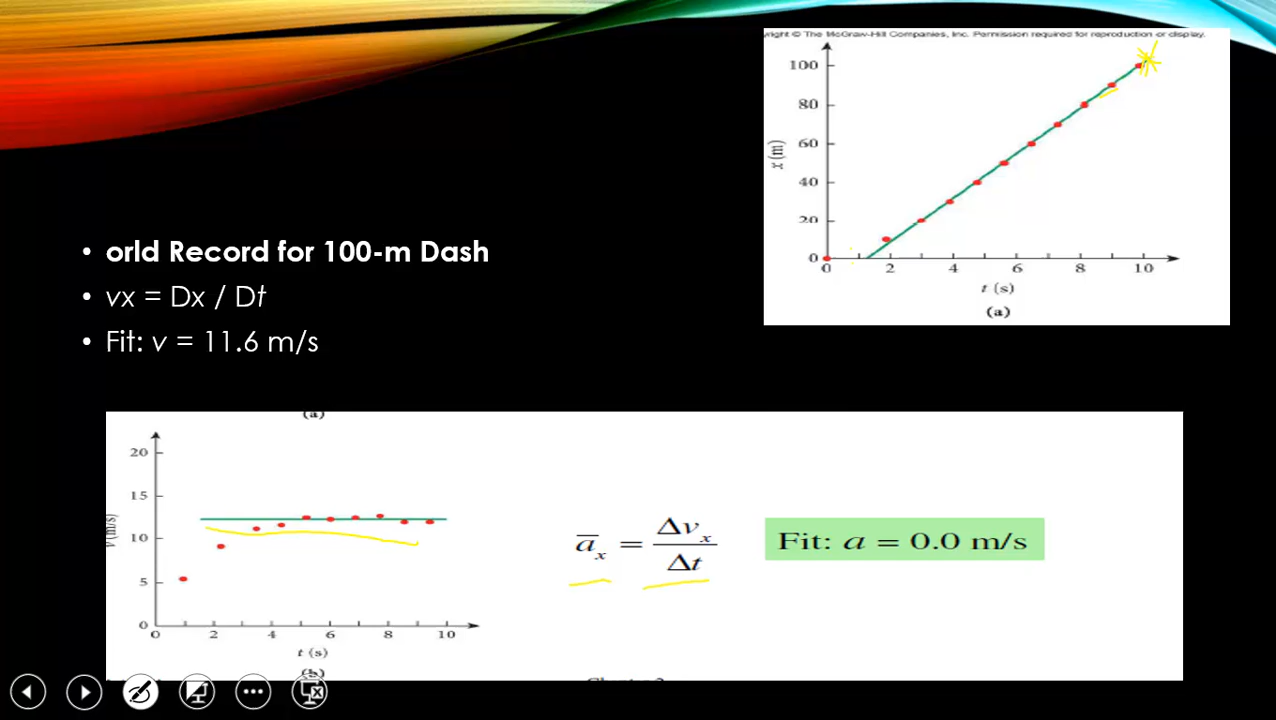 yright © The McGraw-Hill Companies, Inc. Permission required for reproduction or display.
100
80
60
40
20
0
x (m)
0 2 4 6 8 10
t (s)
(a)
• orld Record for 100-m Dash
• vx = Dx / Dt
• Fit: v = 11.6 m/s
(a)
20
15
10
5
0
v (m/s)
0 2 4 6 8 10
t (s)
(b)
a̅ₓ = Δvₓ / Δt
Fit: a = 0.0 m/s